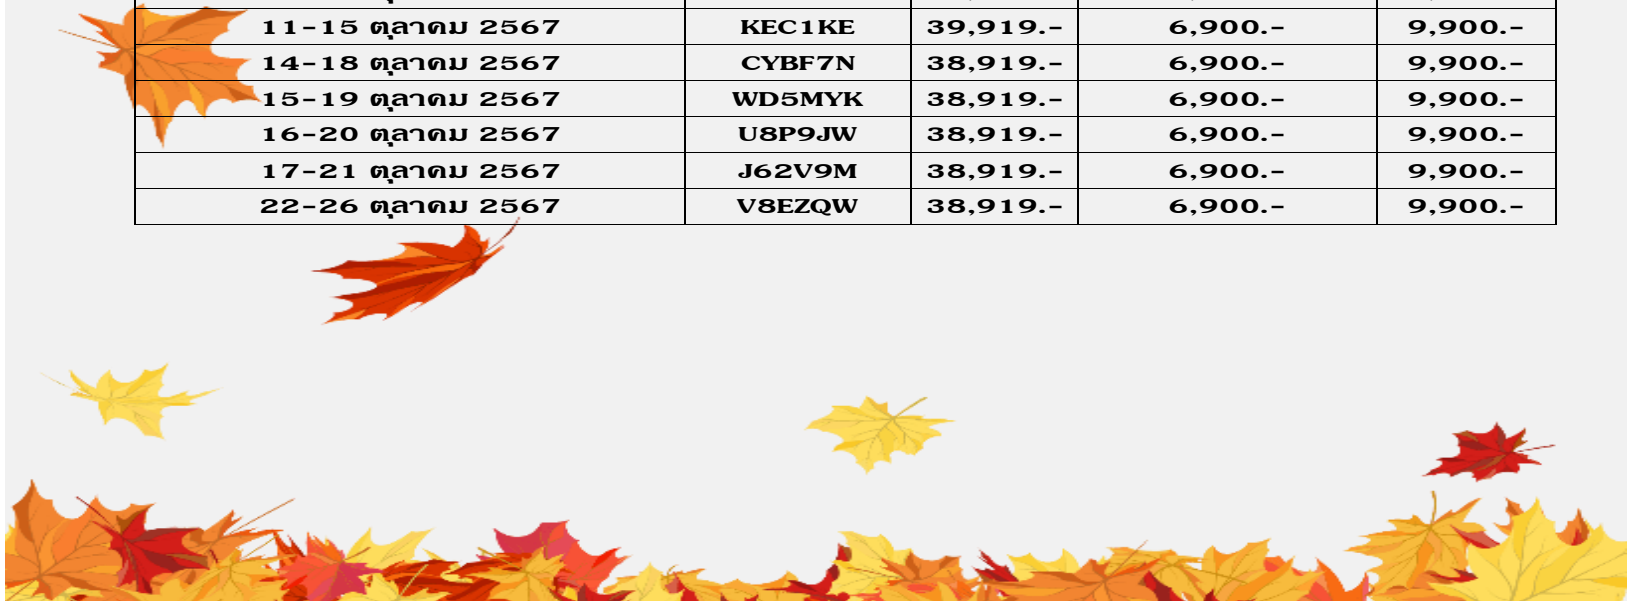 11-15 ตุลาคม 2567 KEC1KE 39,919.- 6,900.- 9,900.-
14-18 ตุลาคม 2567 CYBF7N 38,919.- 6,900.- 9,900.-
15-19 ตุลาคม 2567 WD5MYK 38,919.- 6,900.- 9,900.-
16-20 ตุลาคม 2567 U8P9JW 38,919.- 6,900.- 9,900.-
17-21 ตุลาคม 2567 J62V9M 38,919.- 6,900.- 9,900.-
22-26 ตุลาคม 2567 V8EZQW 38,919.- 6,900.- 9,900.-